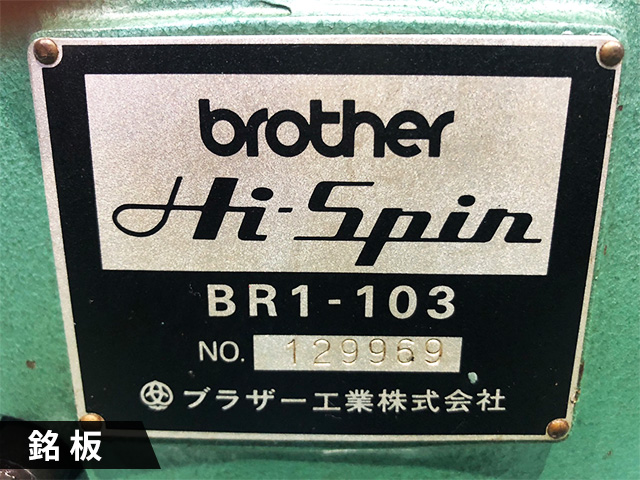 brother
Hi-Spin
BR1-103
NO. 129969
ブラザー工業株式会社
銘板